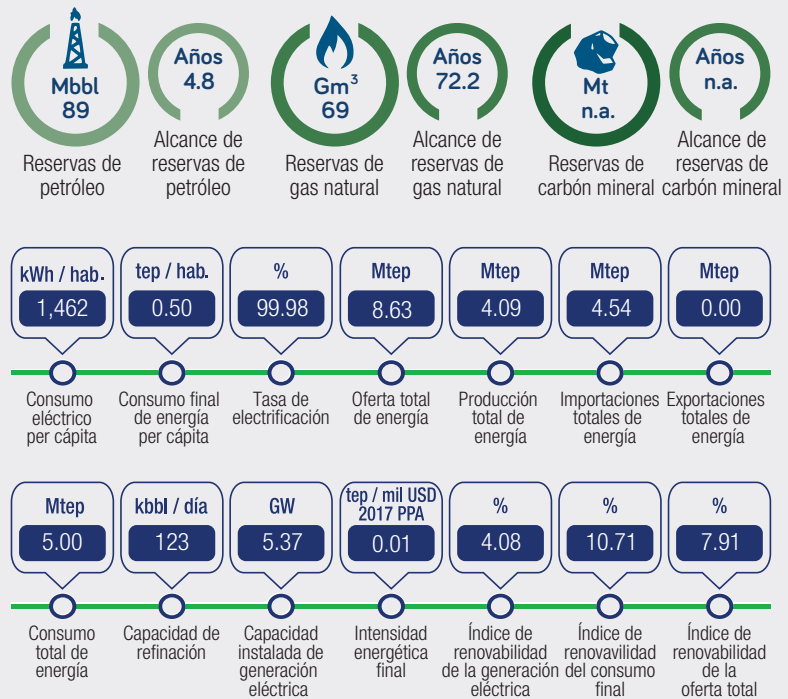 Mbbl
89
Reservas de
petróleo
Años
4.8
Alcance de
reservas de
petróleo
Gm³
69
Reservas de
gas natural
Años
72.2
Alcance de
reservas de
gas natural
Mt
n.a.
Reservas de
carbón mineral
Años
n.a.
Alcance de
reservas de
carbón mineral
kWh / hab.
1,462
Consumo
eléctrico
per cápita
tep / hab.
0.50
Consumo final
de energía
per cápita
%
99.98
Tasa de
electrificación
Mtep
8.63
Oferta total
de energía
Mtep
4.09
Producción
total de
energía
Mtep
4.54
Importaciones
totales de
energía
Mtep
0.00
Exportaciones
totales de
energía
Mtep
5.00
Consumo
total de
energía
kbbl / día
123
Capacidad de
refinación
GW
5.37
Capacidad
instalada de
generación
eléctrica
tep / mil USD
2017 PPA
0.01
Intensidad
energética
final
%
4.08
Índice de
renovabilidad
de la generación
eléctrica
%
10.71
Índice de
renovavilidad
del consumo
final
%
7.91
Índice de
renovabilidad
de la
oferta total